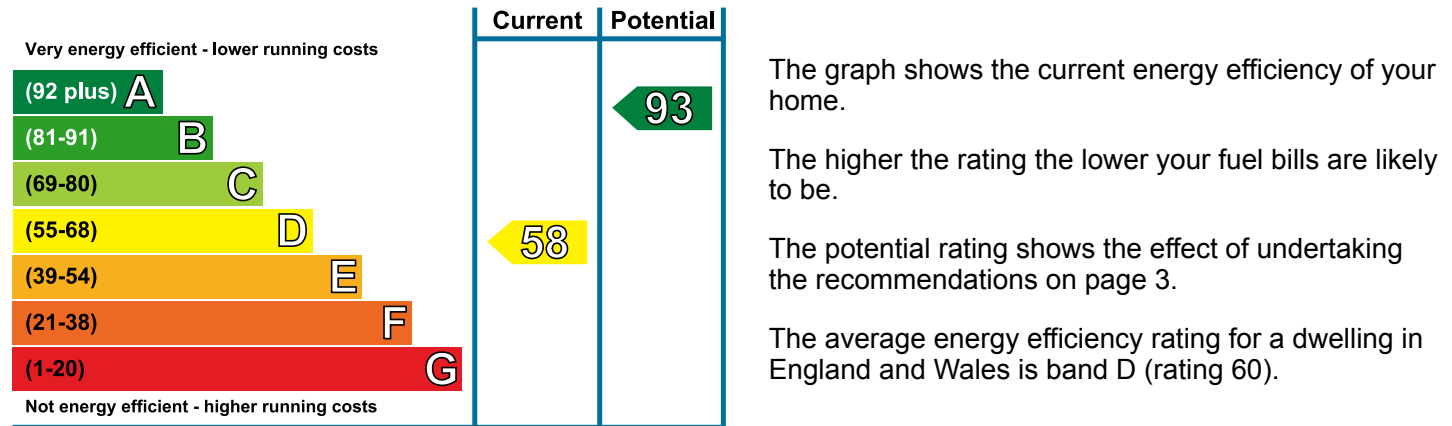 Current Potential
Very energy efficient - lower running costs
(92 plus) A
93
(81-91) B
(69-80) C
(55-68) D
58
(39-54) E
(21-38) F
(1-20) G
Not energy efficient - higher running costs
The graph shows the current energy efficiency of your
home.
The higher the rating the lower your fuel bills are likely
to be.
The potential rating shows the effect of undertaking
the recommendations on page 3.
The average energy efficiency rating for a dwelling in
England and Wales is band D (rating 60).